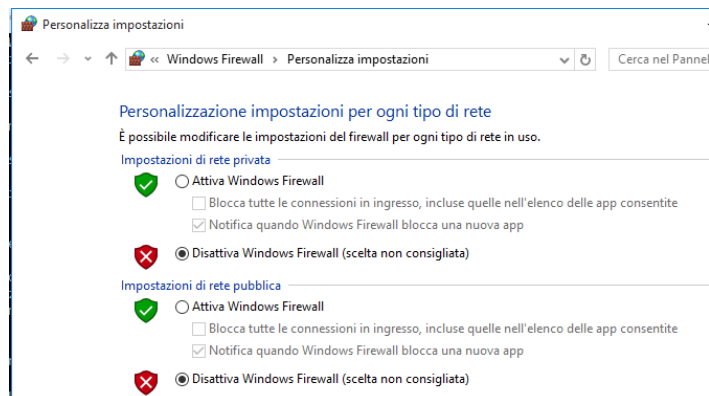 Personalizza impostazioni
« Windows Firewall › Personalizza impostazioni
Cerca nel Pannel
Personalizzazione impostazioni per ogni tipo di rete
È possibile modificare le impostazioni del firewall per ogni tipo di rete in uso.
Impostazioni di rete privata
Attiva Windows Firewall
Blocca tutte le connessioni in ingresso, incluse quelle nell'elenco delle app consentite
Notifica quando Windows Firewall blocca una nuova app
Disattiva Windows Firewall (scelta non consigliata)
Impostazioni di rete pubblica
Attiva Windows Firewall
Blocca tutte le connessioni in ingresso, incluse quelle nell'elenco delle app consentite
Notifica quando Windows Firewall blocca una nuova app
Disattiva Windows Firewall (scelta non consigliata)